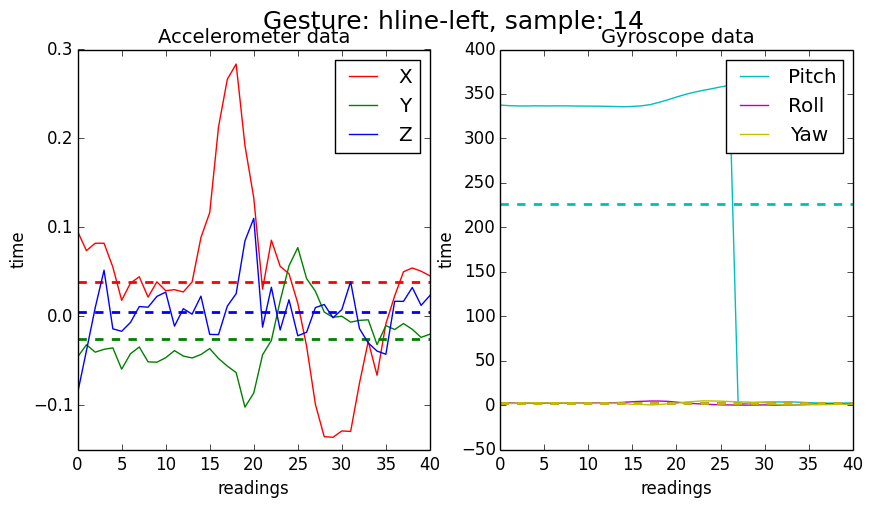 Gesture: hline-left, sample: 14
Accelerometer data
0.3
0.2
0.1
0.0
−0.1
time
0 5 10 15 20 25 30 35 40
readings
X
Y
Z
Gyroscope data
400
350
300
250
200
150
100
50
0
−50
time
0 5 10 15 20 25 30 35 40
readings
Pitch
Roll
Yaw